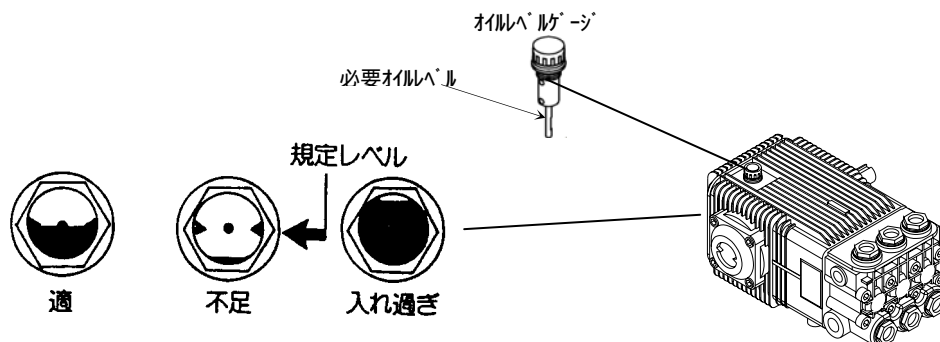 ｵｲﾙﾚﾍﾞﾙｹﾞｰｼﾞ
必要ｵｲﾙﾚﾍﾞﾙ
規定レベル
適
不足
入れ過ぎ